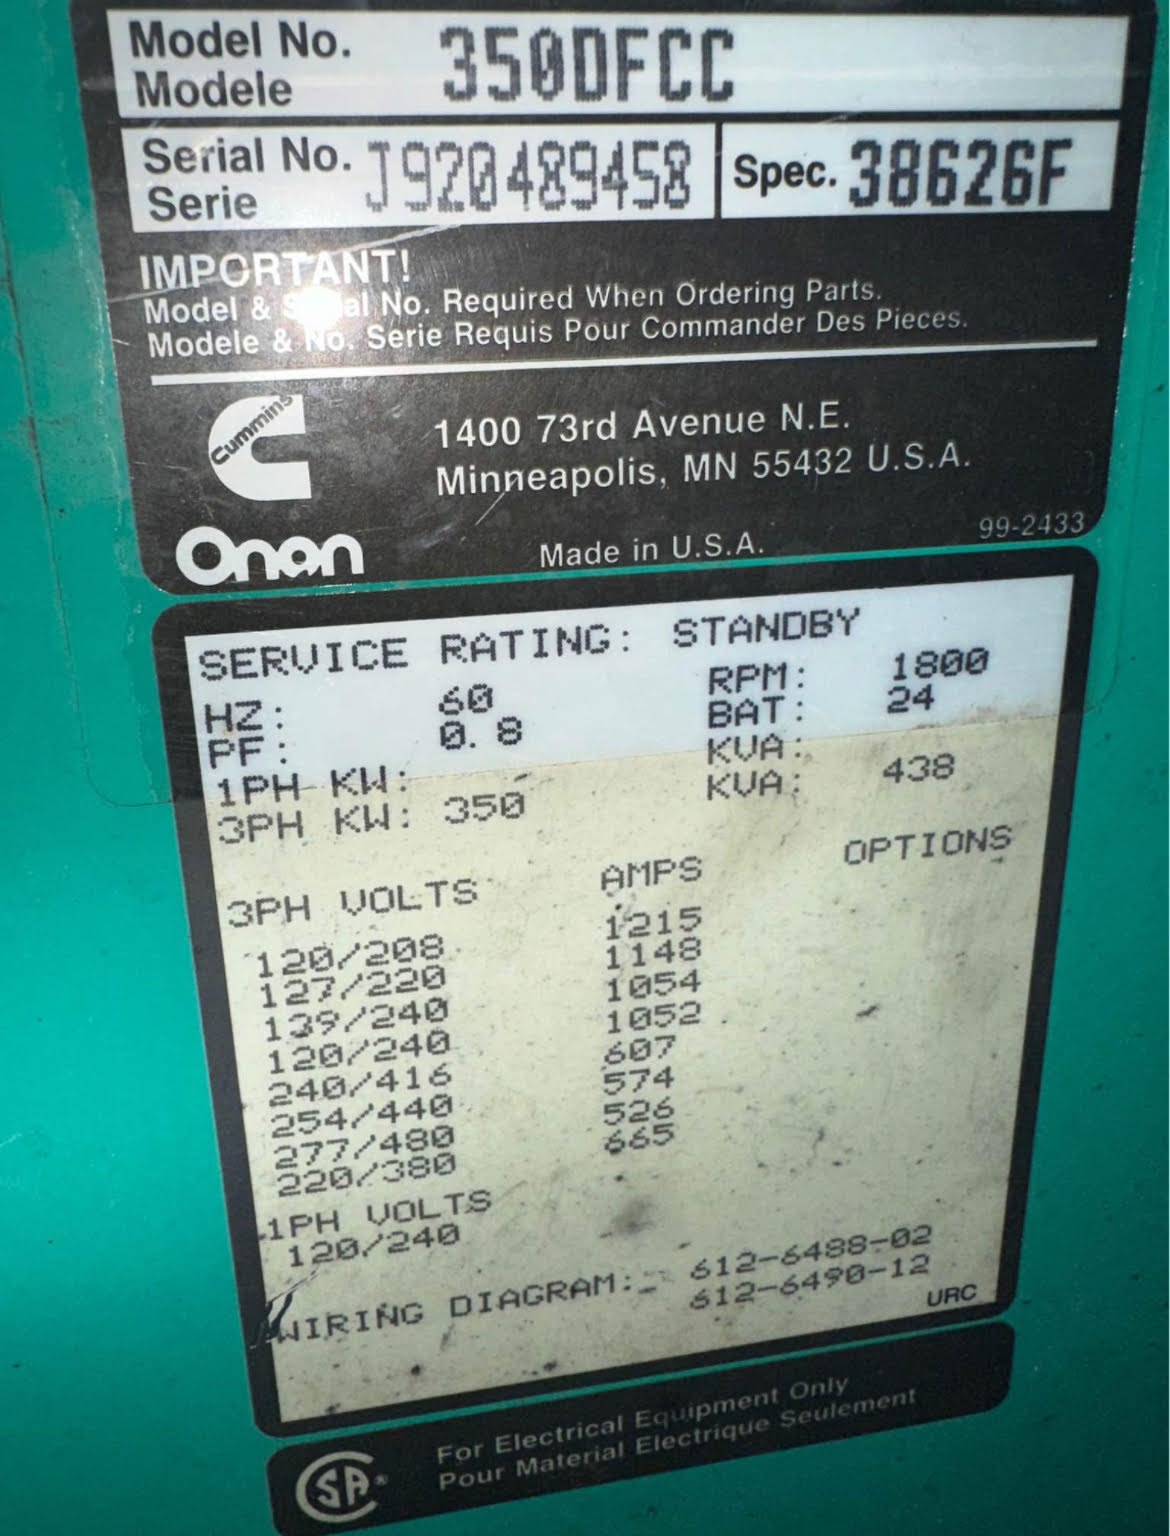 Model No. 350DFCC
Modele
Serial No. J920489458 Spec. 38626F
Serie
IMPORTANT!
Model & Serial No. Required When Ordering Parts.
Modele & No. Serie Requis Pour Commander Des Pieces.
Cummins
1400 73rd Avenue N.E.
Minneapolis, MN 55432 U.S.A.
99-2433
Onan Made in U.S.A.
SERVICE RATING: STANDBY
HZ: 60 RPM: 1800
PF: 0.8 BAT: 24
1PH KW: KVA:
3PH KW: 350 KVA: 438
3PH VOLTS AMPS OPTIONS
120/208 1215
127/220 1148
139/240 1054
120/240 1052
240/416 607
254/440 574
277/480 526
220/380 665
1PH VOLTS
120/240
WIRING DIAGRAM: 612-6488-02
612-6490-12
URC
For Electrical Equipment Only
Pour Material Electrique Seulement
SA®